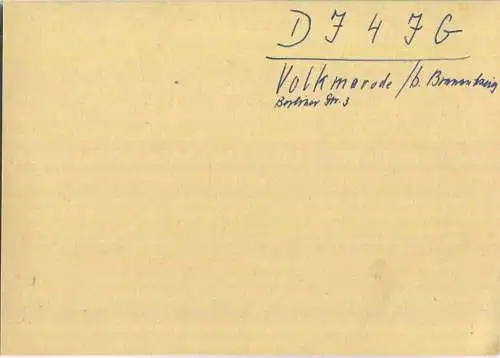 DJ4JG
Volkmarode /b. Braunschweig
Berliner Str. 3